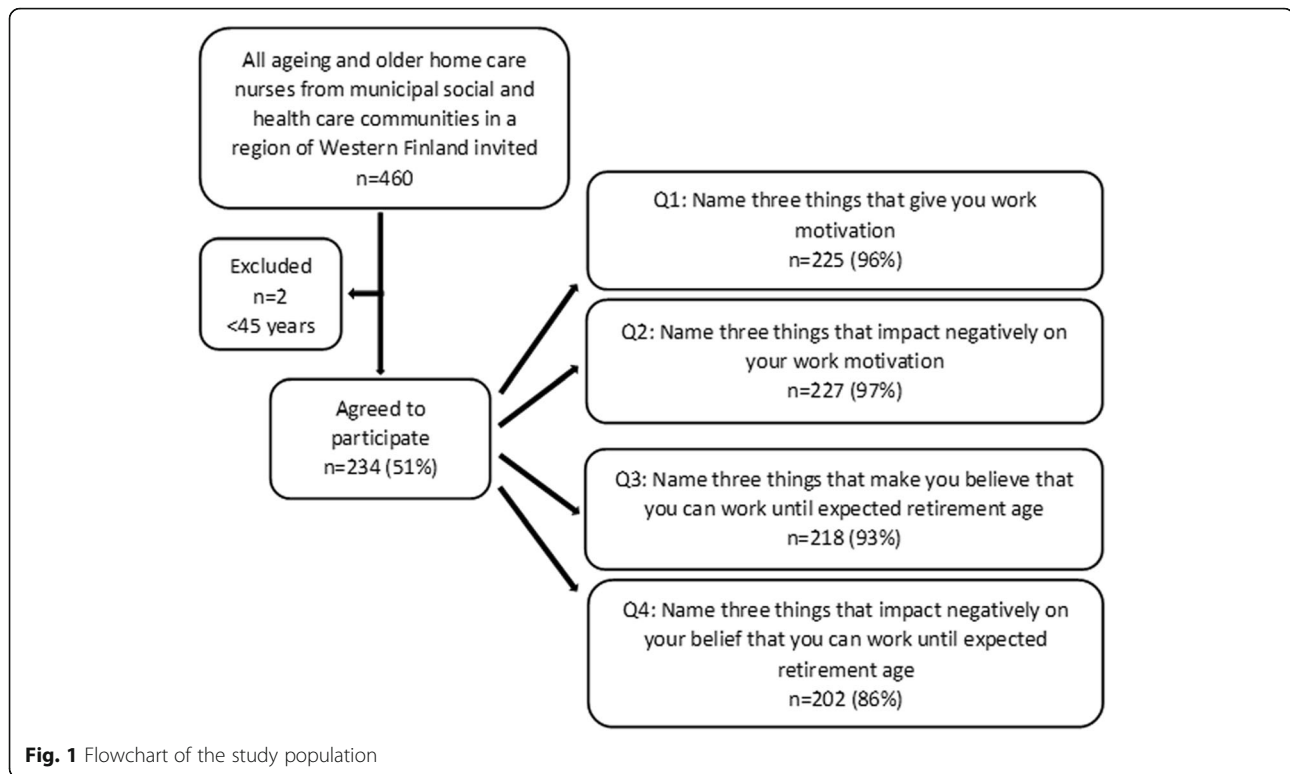 All ageing and older home care
nurses from municipal social and
health care communities in a
region of Western Finland invited
n=460
Excluded
n=2
<45 years
Agreed to
participate
n=234 (51%)
Q1: Name three things that give you work
motivation
n=225 (96%)
Q2: Name three things that impact negatively on
your work motivation
n=227 (97%)
Q3: Name three things that make you believe that
you can work until expected retirement age
n=218 (93%)
Q4: Name three things that impact negatively on
your belief that you can work until expected
retirement age
n=202 (86%)
Fig. 1 Flowchart of the study population